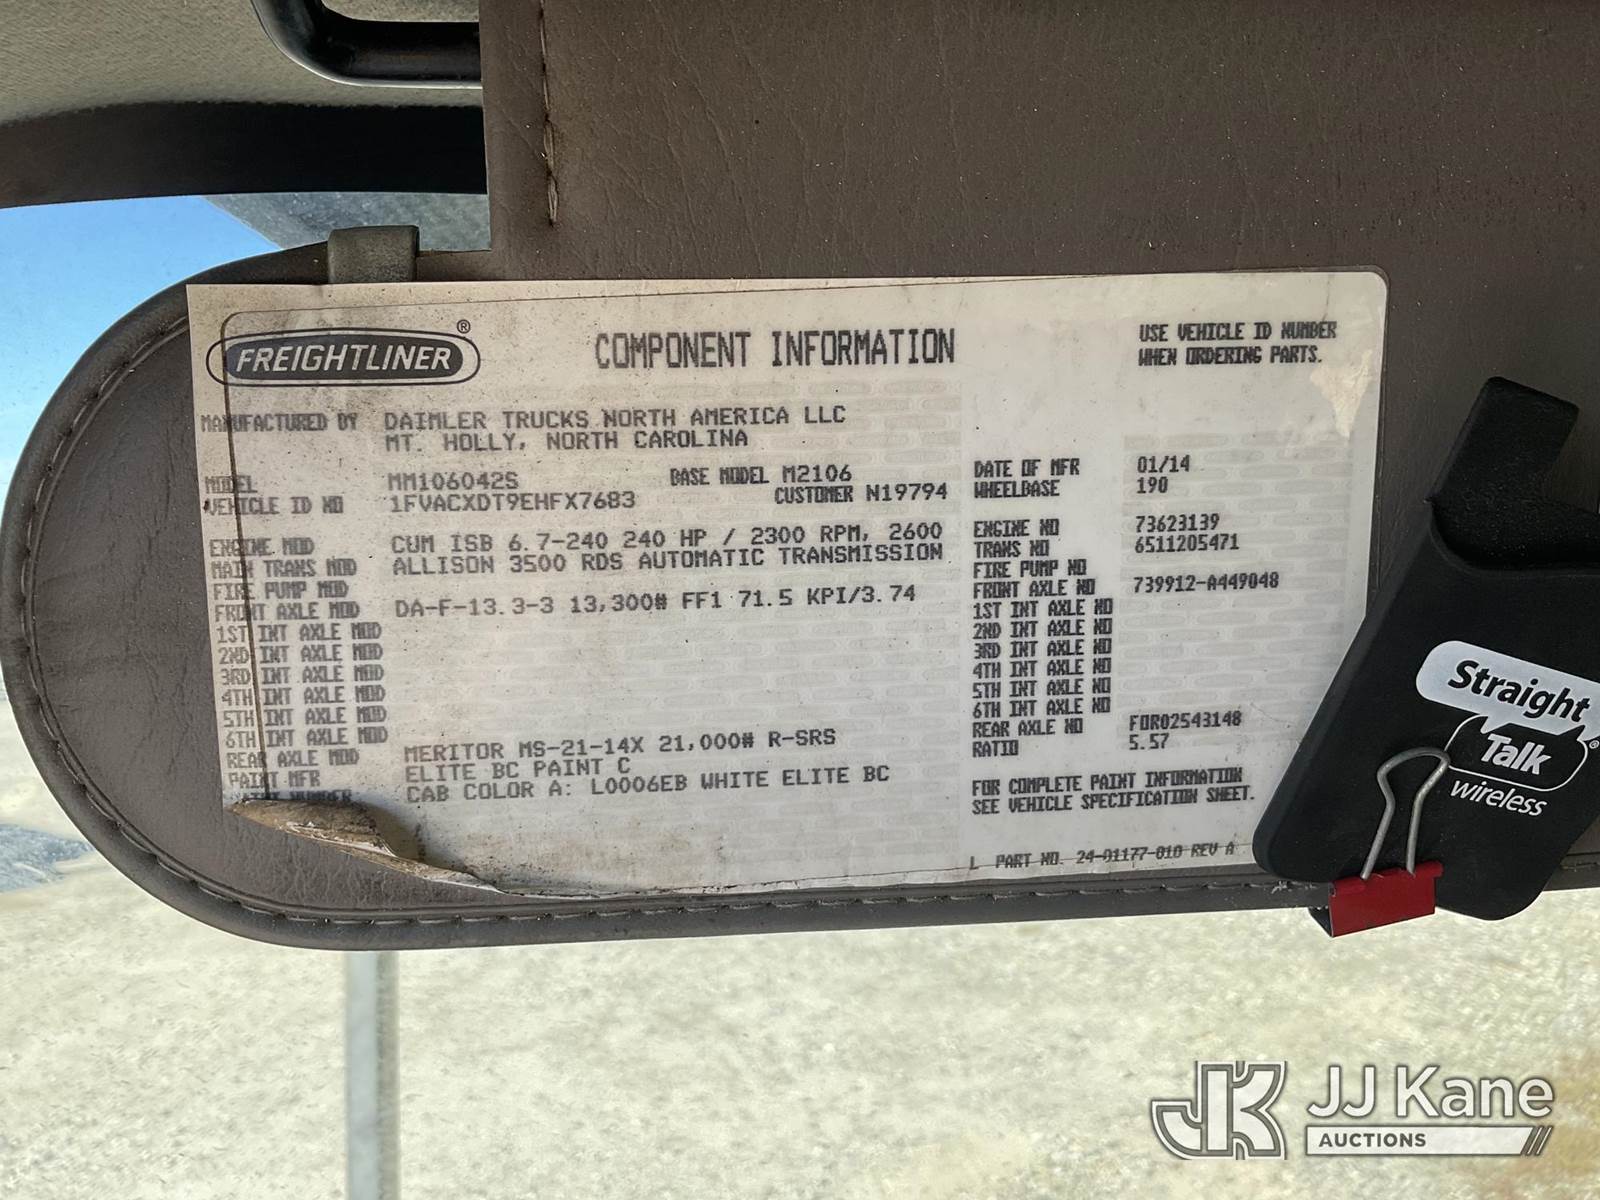 FREIGHTLINER ®
COMPONENT INFORMATION
USE VEHICLE ID NUMBER
WHEN ORDERING PARTS.
MANUFACTURED BY DAIMLER TRUCKS NORTH AMERICA LLC
MT. HOLLY, NORTH CAROLINA
MODEL MM106042S BASE MODEL M2106
VEHICLE ID NO 1FVACXDT9EHFX7683 CUSTOMER N19794
ENGINE MOD CUM ISB 6.7-240 240 HP / 2300 RPM, 2600
MAIN TRANS MOD ALLISON 3500 RDS AUTOMATIC TRANSMISSION
FIRE PUMP MOD
FRONT AXLE MOD DA-F-13.3-3 13,300# FF1 71.5 KPI/3.74
1ST INT AXLE MOD
2ND INT AXLE MOD
3RD INT AXLE MOD
4TH INT AXLE MOD
5TH INT AXLE MOD
6TH INT AXLE MOD
REAR AXLE MOD MERITOR MS-21-14X 21,000# R-SRS
PAINT MFR ELITE BC PAINT C
PAINT NUMBER CAB COLOR A: L0006EB WHITE ELITE BC
DATE OF MFR 01/14
WHEELBASE 190
ENGINE NO 73623139
TRANS NO 6511205471
FIRE PUMP NO
FRONT AXLE NO 739912-A449048
1ST INT AXLE NO
2ND INT AXLE NO
3RD INT AXLE NO
4TH INT AXLE NO
5TH INT AXLE NO
6TH INT AXLE NO
REAR AXLE NO FOR02543148
RATIO 5.57
FOR COMPLETE PAINT INFORMATION
SEE VEHICLE SPECIFICATION SHEET.
L PART NO. 24-01177-010 REV A
Straight
Talk ®
wireless
JK JJ Kane
AUCTIONS